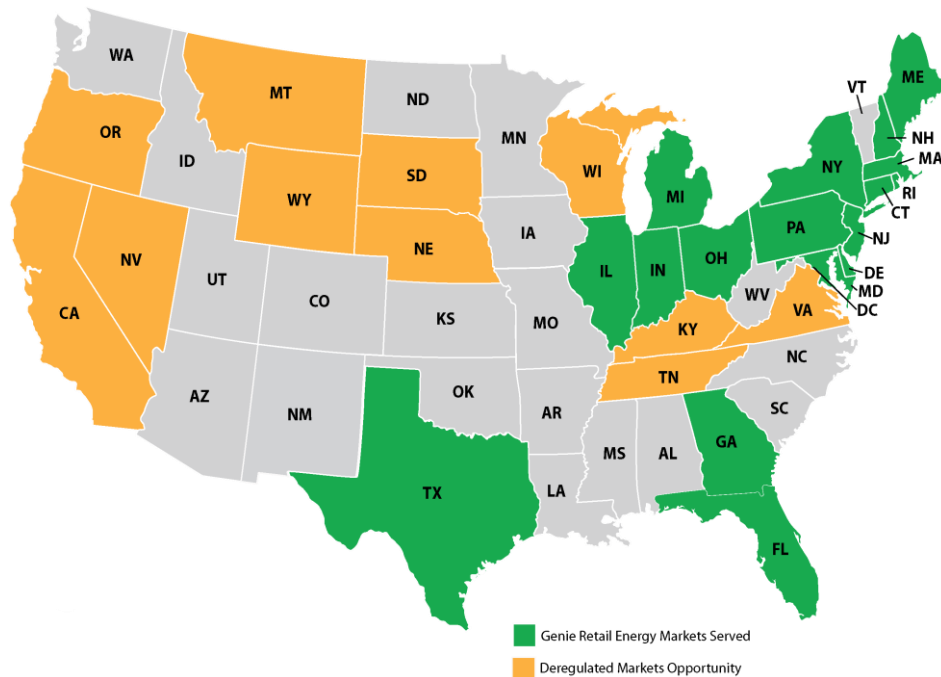 WA
MT
ND
MN
VT
ME
OR
ID
WY
SD
WI
MI
NY
NH
MA
RI
CT
NV
UT
NE
IA
IL
IN
OH
PA
NJ
DE
MD
DC
CA
CO
KS
MO
KY
WV
VA
AZ
NM
OK
AR
TN
NC
SC
TX
LA
MS
AL
GA
FL
Genie Retail Energy Markets Served
Deregulated Markets Opportunity